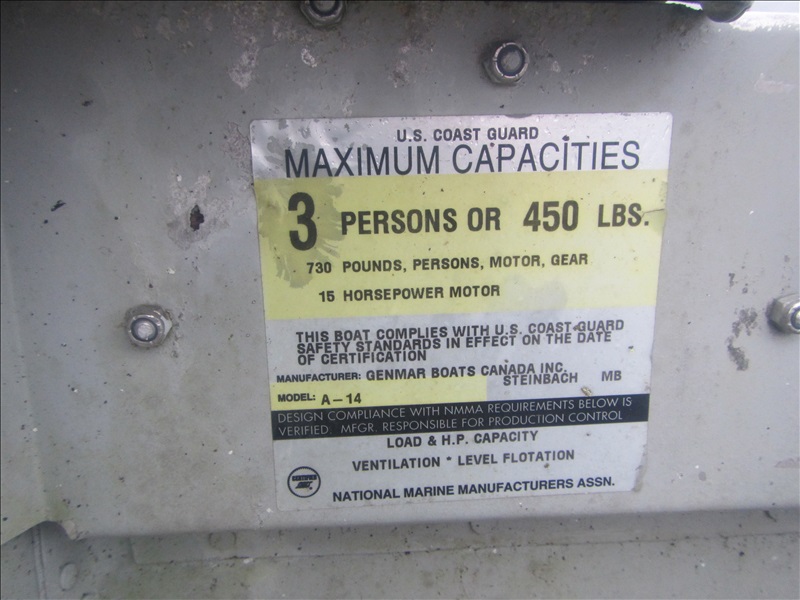 U.S. COAST GUARD
MAXIMUM CAPACITIES
3 PERSONS OR 450 LBS.
730 POUNDS, PERSONS, MOTOR, GEAR
15 HORSEPOWER MOTOR
THIS BOAT COMPLIES WITH U.S. COAST GUARD
SAFETY STANDARDS IN EFFECT ON THE DATE
OF CERTIFICATION
MANUFACTURER: GENMAR BOATS CANADA INC.
STEINBACH MB
MODEL: A-14
DESIGN COMPLIANCE WITH NMMA REQUIREMENTS BELOW IS
VERIFIED. MFGR. RESPONSIBLE FOR PRODUCTION CONTROL
LOAD & H.P. CAPACITY
VENTILATION • LEVEL FLOTATION
CERTIFIED
NATIONAL MARINE MANUFACTURERS ASSN.